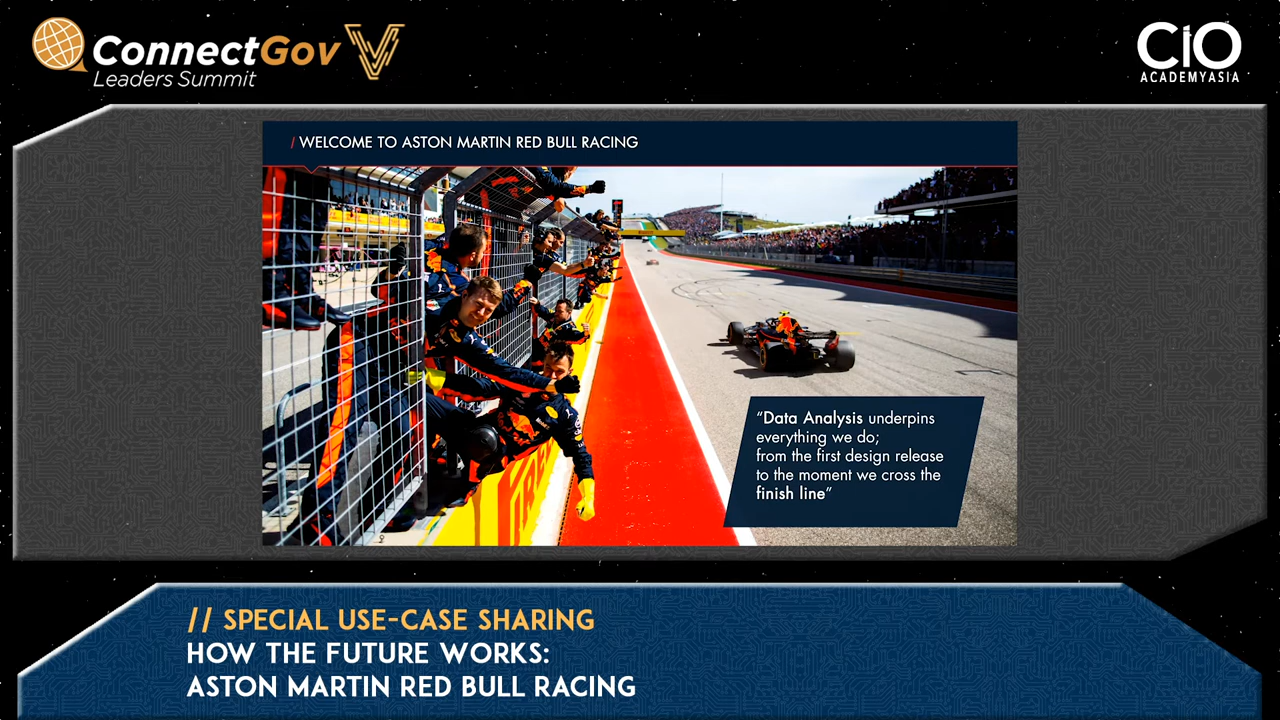 ConnectGov V
Leaders Summit
CIO
ACADEMYASIA
/ WELCOME TO ASTON MARTIN RED BULL RACING
"Data Analysis underpins
everything we do;
from the first design release
to the moment we cross the
finish line"
// SPECIAL USE-CASE SHARING
HOW THE FUTURE WORKS:
ASTON MARTIN RED BULL RACING